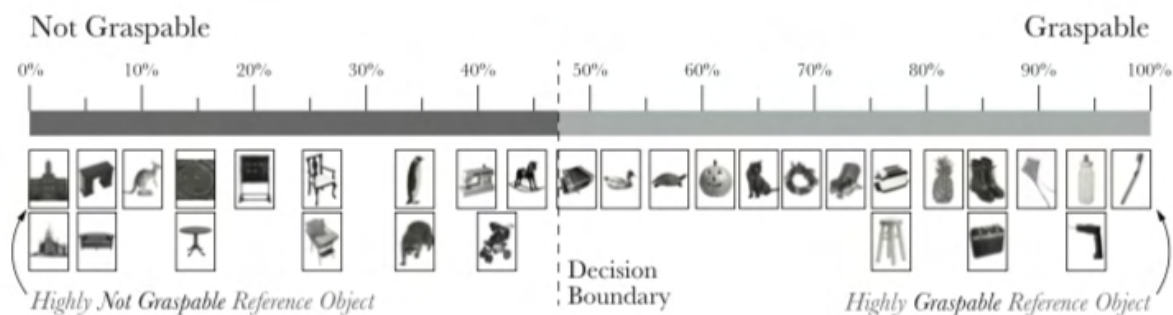 Not Graspable Graspable
0% 10% 20% 30% 40% 50% 60% 70% 80% 90% 100%
Decision
Boundary
Highly Not Graspable Reference Object Highly Graspable Reference Object